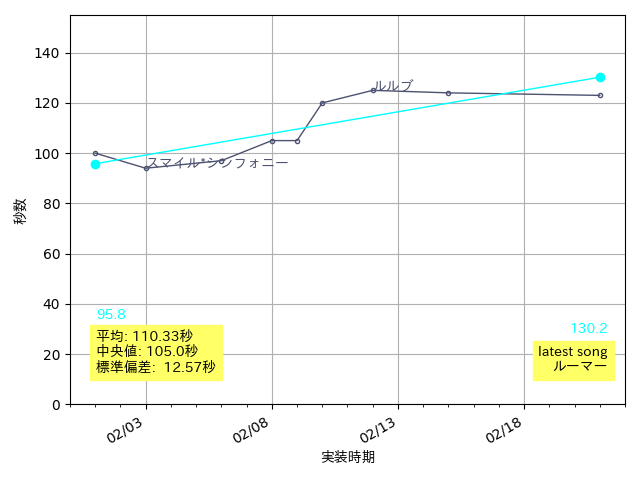 140
120
100
80
60
40
20
0
秒数
ルルブ
スマイル*シンフォニー
95.8
平均: 110.33秒
中央値: 105.0秒
標準偏差: 12.57秒
130.2
latest song
ルーマー
02/03
02/08
02/13
02/18
実装時期